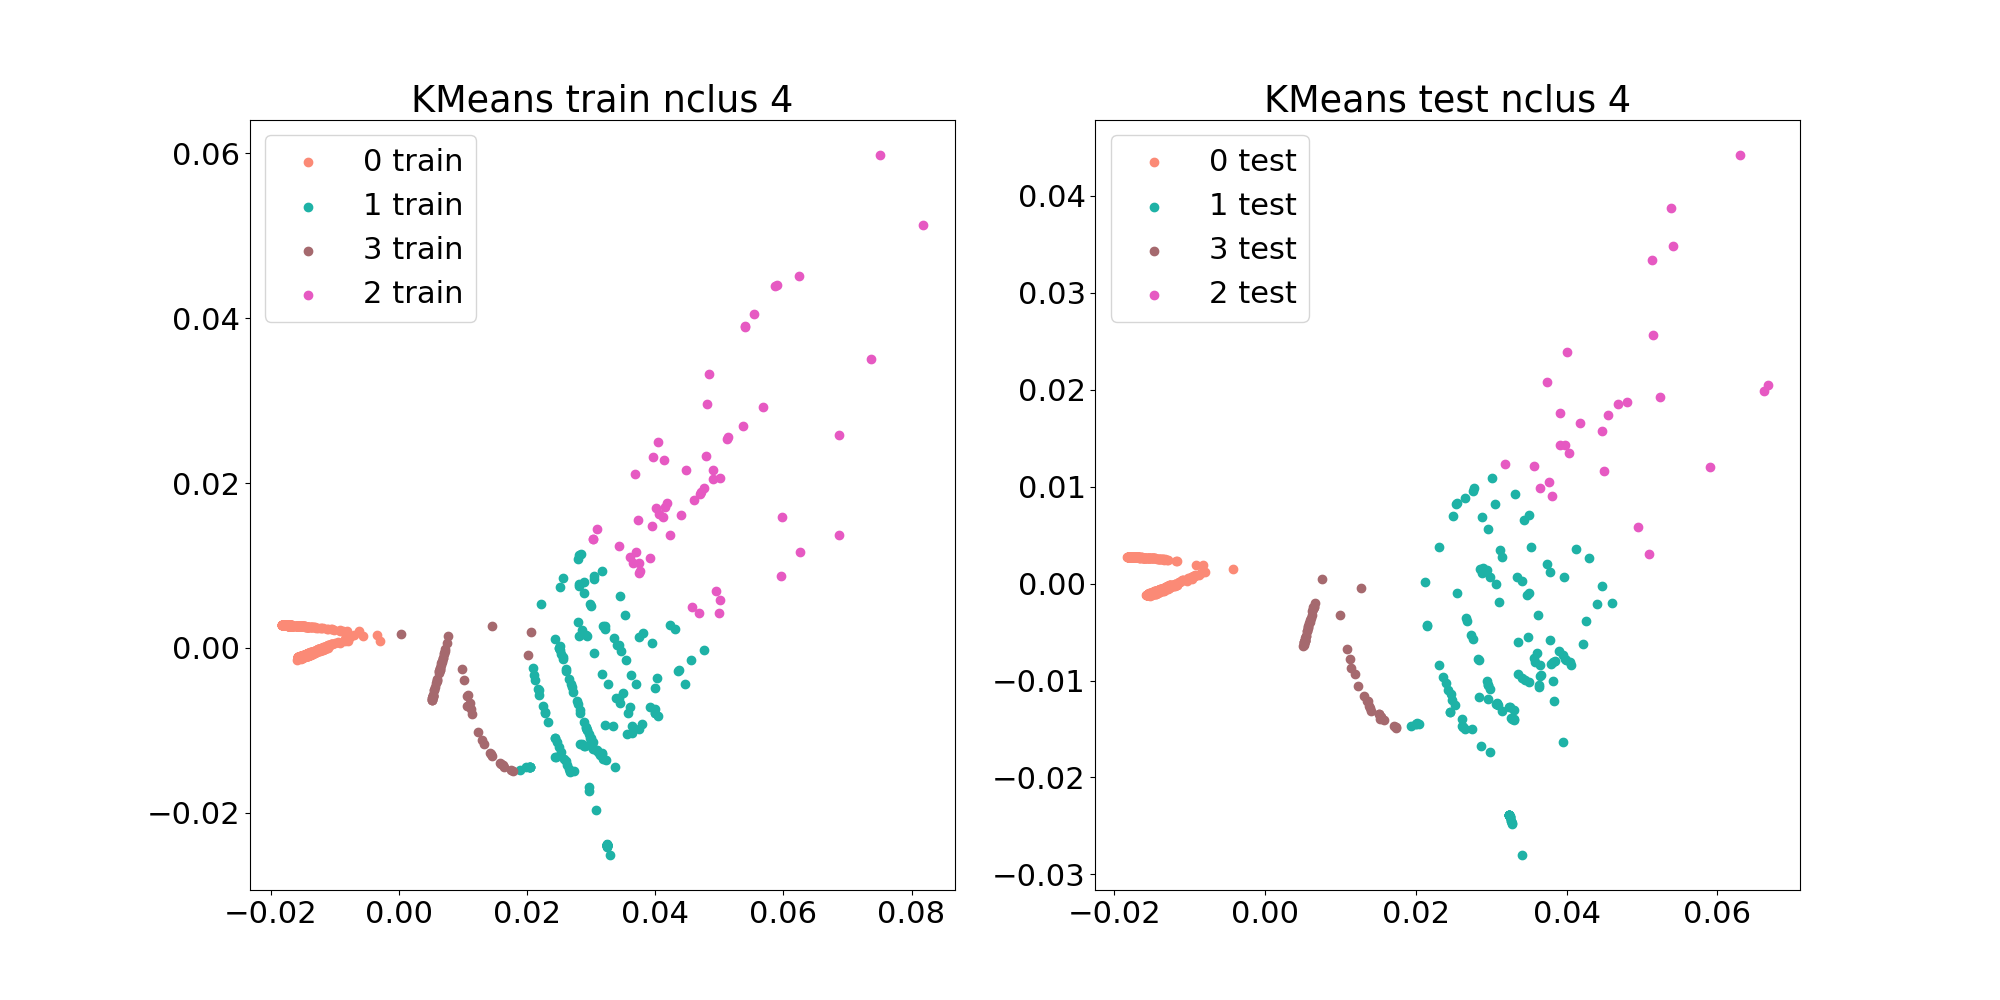 KMeans train nclus 4
0 train
1 train
3 train
2 train
0.06
0.04
0.02
0.00
−0.02
−0.02 0.00 0.02 0.04 0.06 0.08
KMeans test nclus 4
0 test
1 test
3 test
2 test
0.04
0.03
0.02
0.01
0.00
−0.01
−0.02
−0.03
−0.02 0.00 0.02 0.04 0.06